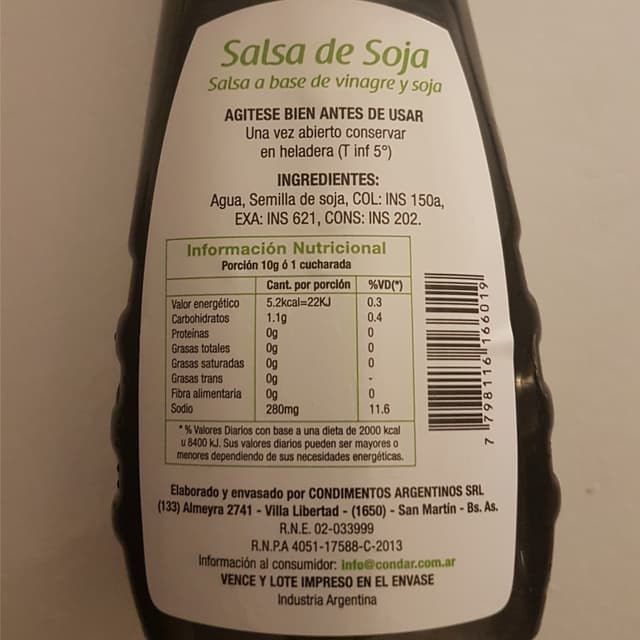 Salsa de Soja
Salsa a base de vinagre y soja
AGITESE BIEN ANTES DE USAR
Una vez abierto conservar
en heladera (T inf 5°)
INGREDIENTES:
Agua, Semilla de soja, COL: INS 150a,
EXA: INS 621, CONS: INS 202.
Información Nutricional
Porción 10g ó 1 cucharada
Cant. por porción %VD(*)
Valor energético 5.2kcal=22KJ 0.3
Carbohidratos 1.1g 0.4
Proteínas 0g 0
Grasas totales 0g 0
Grasas saturadas 0g 0
Grasas trans 0g -
Fibra alimentaria 0g 0
Sodio 280mg 11.6
*% Valores Diarios con base a una dieta de 2000 kcal
u 8400 kJ. Sus valores diarios pueden ser mayores o
menores dependiendo de sus necesidades energéticas.
7 798116 166019
Elaborado y envasado por CONDIMENTOS ARGENTINOS SRL
(133) Almeyra 2741 - Villa Libertad - (1650) - San Martín - Bs. As.
R.N.E. 02-033999
R.N.P.A 4051-17588-C-2013
Información al consumidor: Info@condar.com.ar
VENCE Y LOTE IMPRESO EN EL ENVASE
Industria Argentina